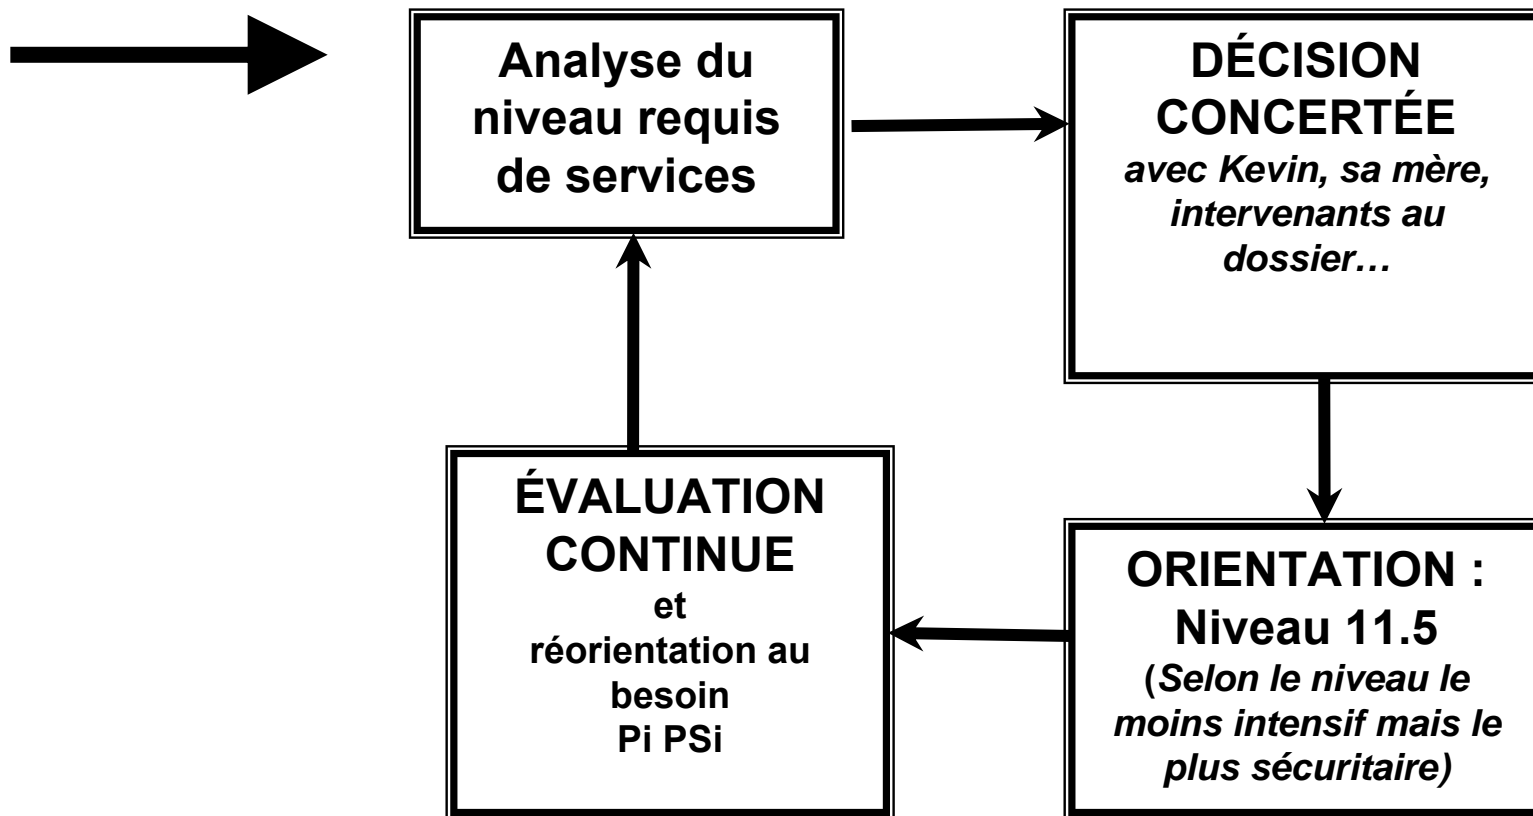 Analyse du
niveau requis
de services
DÉCISION
CONCERTÉE
avec Kevin, sa mère,
intervenants au
dossier…
ÉVALUATION
CONTINUE
et
réorientation au
besoin
Pi PSi
ORIENTATION :
Niveau 11.5
(Selon le niveau le
moins intensif mais le
plus sécuritaire)